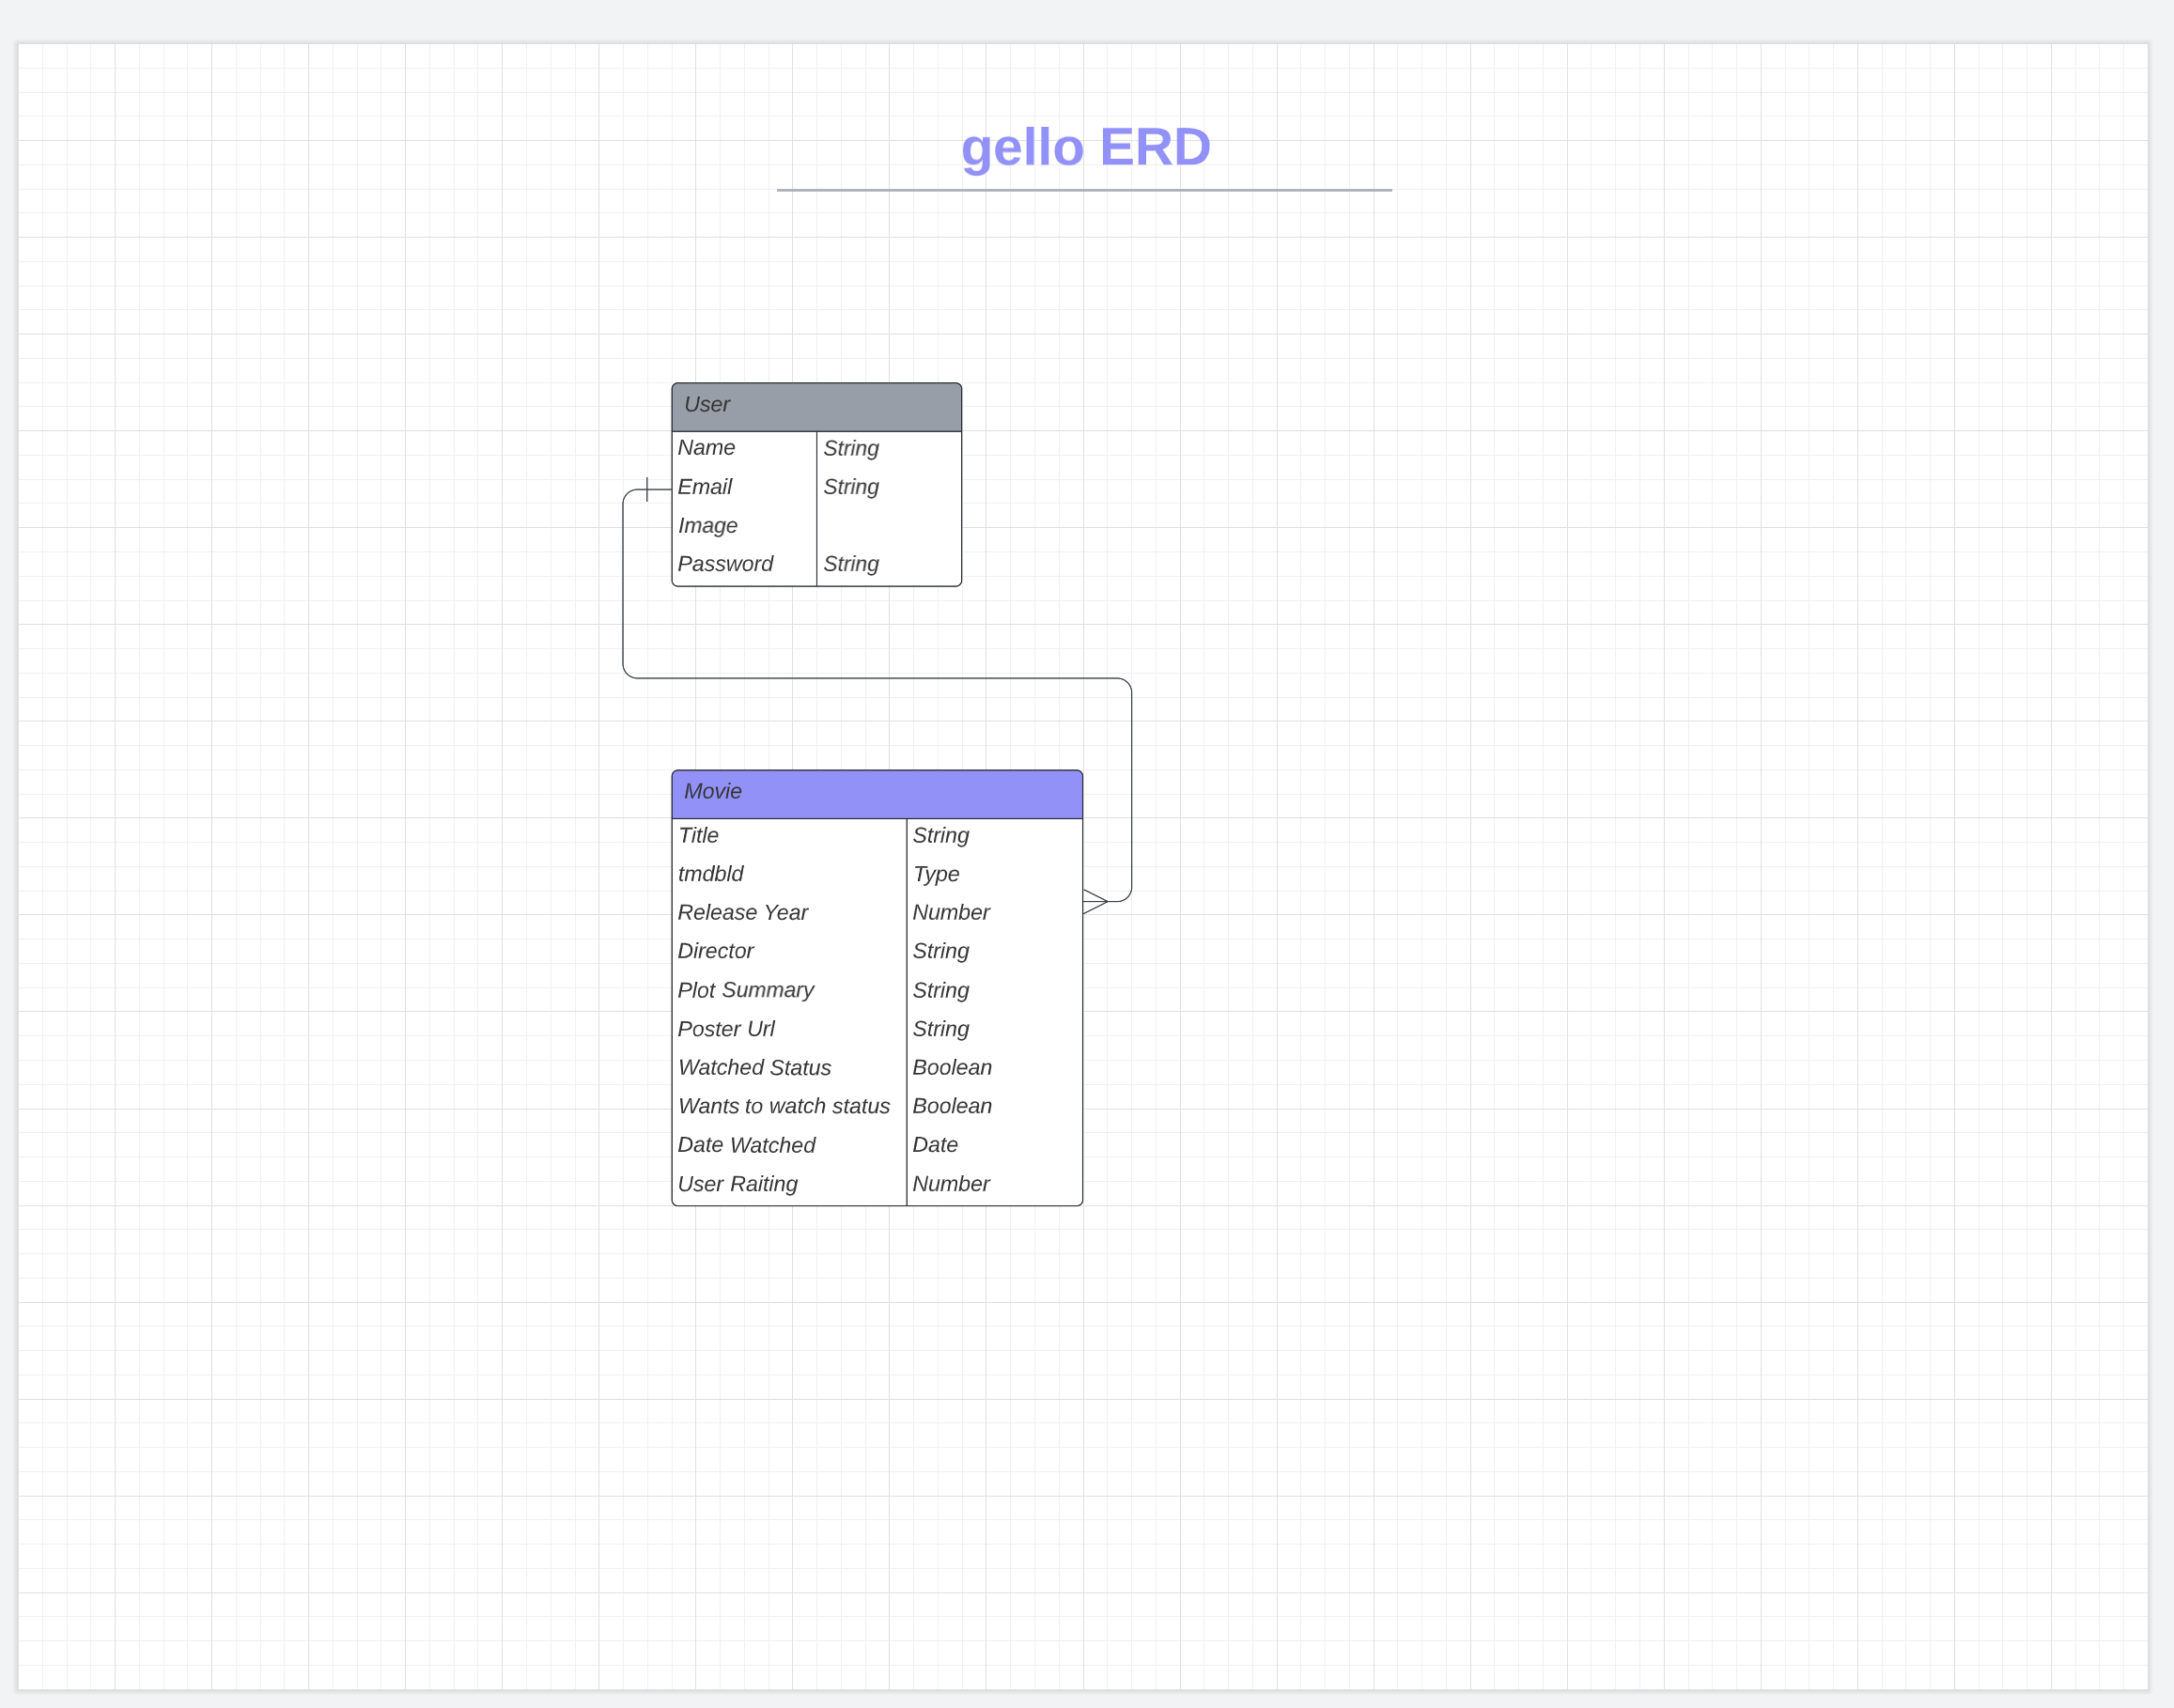 gello ERD
User
Name String
Email String
Image
Password String
Movie
Title String
tmdbld Type
Release Year Number
Director String
Plot Summary String
Poster Url String
Watched Status Boolean
Wants to watch status Boolean
Date Watched Date
User Raiting Number